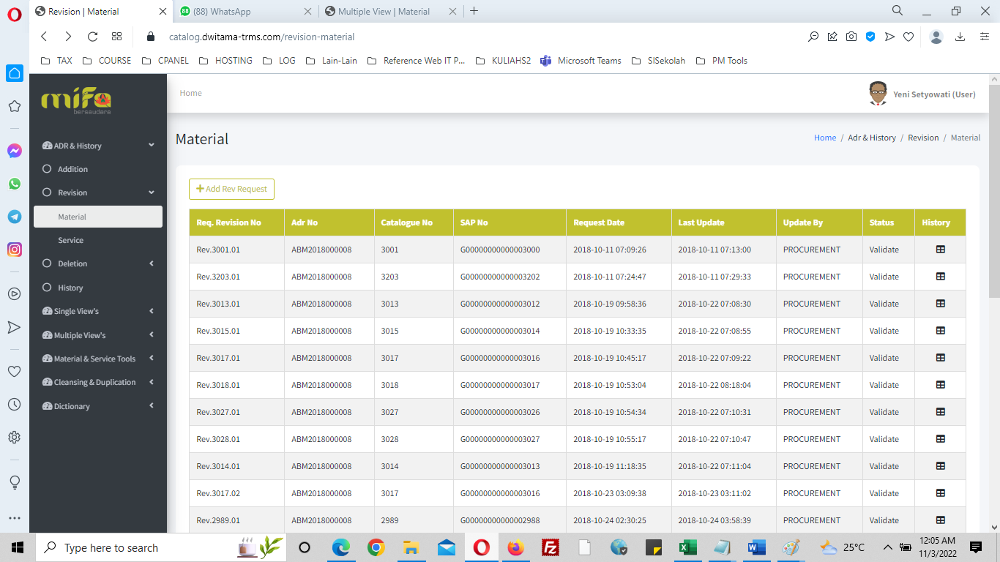 Revision | Material
(88) WhatsApp
Multiple View | Material
catalog.dwitama-trms.com/revision-material
TAX COURSE CPANEL HOSTING LOG Lain-Lain Reference Web IT P... KULIAHS2 Microsoft Teams SISekolah PM Tools
mifa
bersaudara
Home
Yeni Setyowati (User)
ADR & History
Addition
Revision
Material
Service
Deletion
History
Single View's
Multiple View's
Material & Service Tools
Cleansing & Duplication
Dictionary
Material
Home / Adr & History / Revision / Material
Add Rev Request
Req. Revision No Adr No Catalogue No SAP No Request Date Last Update Update By Status History
Rev.3001.01 ABM2018000008 3001 G00000000000003000 2018-10-11 07:09:26 2018-10-11 07:13:00 PROCUREMENT Validate
Rev.3203.01 ABM2018000008 3203 G00000000000003202 2018-10-11 07:24:47 2018-10-11 07:29:33 PROCUREMENT Validate
Rev.3013.01 ABM2018000008 3013 G00000000000003012 2018-10-19 09:58:36 2018-10-22 07:08:30 PROCUREMENT Validate
Rev.3015.01 ABM2018000008 3015 G00000000000003014 2018-10-19 10:33:35 2018-10-22 07:08:55 PROCUREMENT Validate
Rev.3017.01 ABM2018000008 3017 G00000000000003016 2018-10-19 10:45:17 2018-10-22 07:09:22 PROCUREMENT Validate
Rev.3018.01 ABM2018000008 3018 G00000000000003017 2018-10-19 10:53:04 2018-10-22 08:18:04 PROCUREMENT Validate
Rev.3027.01 ABM2018000008 3027 G00000000000003026 2018-10-19 10:54:34 2018-10-22 07:10:31 PROCUREMENT Validate
Rev.3028.01 ABM2018000008 3028 G00000000000003027 2018-10-19 10:55:17 2018-10-22 07:10:47 PROCUREMENT Validate
Rev.3014.01 ABM2018000008 3014 G00000000000003013 2018-10-19 11:18:35 2018-10-22 07:11:04 PROCUREMENT Validate
Rev.3017.02 ABM2018000008 3017 G00000000000003016 2018-10-23 03:09:38 2018-10-23 03:11:02 PROCUREMENT Validate
Rev.2989.01 ABM2018000008 2989 G00000000000002988 2018-10-24 02:30:25 2018-10-24 03:58:39 PROCUREMENT Validate
Type here to search
25°C
12:05 AM
11/3/2022